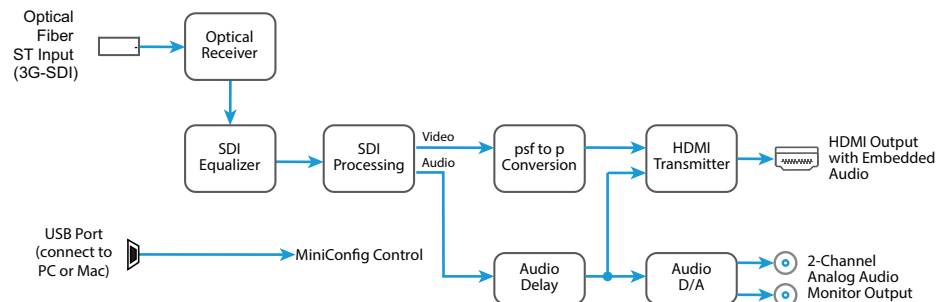 Optical
Fiber
ST Input
(3G-SDI)
Optical
Receiver
SDI
Equalizer
SDI
Processing
Video
Audio
psf to p
Conversion
HDMI
Transmitter
HDMI Output
with Embedded
Audio
USB Port
(connect to
PC or Mac)
MiniConfig Control
Audio
Delay
Audio
D/A
2-Channel
Analog Audio
Monitor Output